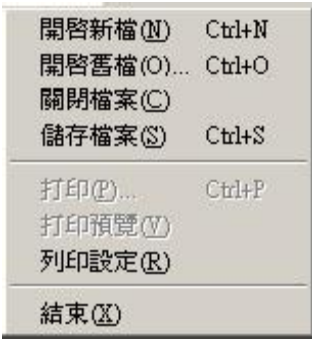 開啓新檔(N) Ctrl+N
開啓舊檔(O)... Ctrl+O
關閉檔案(C)
儲存檔案(S) Ctrl+S
打印(P)... Ctrl+P
打印預覽(V)
列印設定(R)
結束(X)